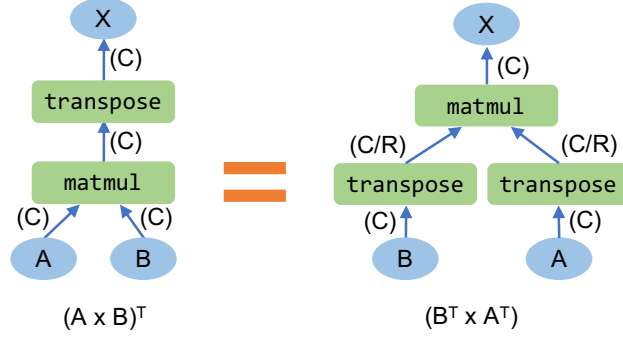 X
(C)
transpose
(C)
matmul
(C) (C)
A B
(A x B)ᵀ
=
X
(C)
matmul
(C/R) (C/R)
transpose transpose
(C) (C)
B A
(Bᵀ x Aᵀ)